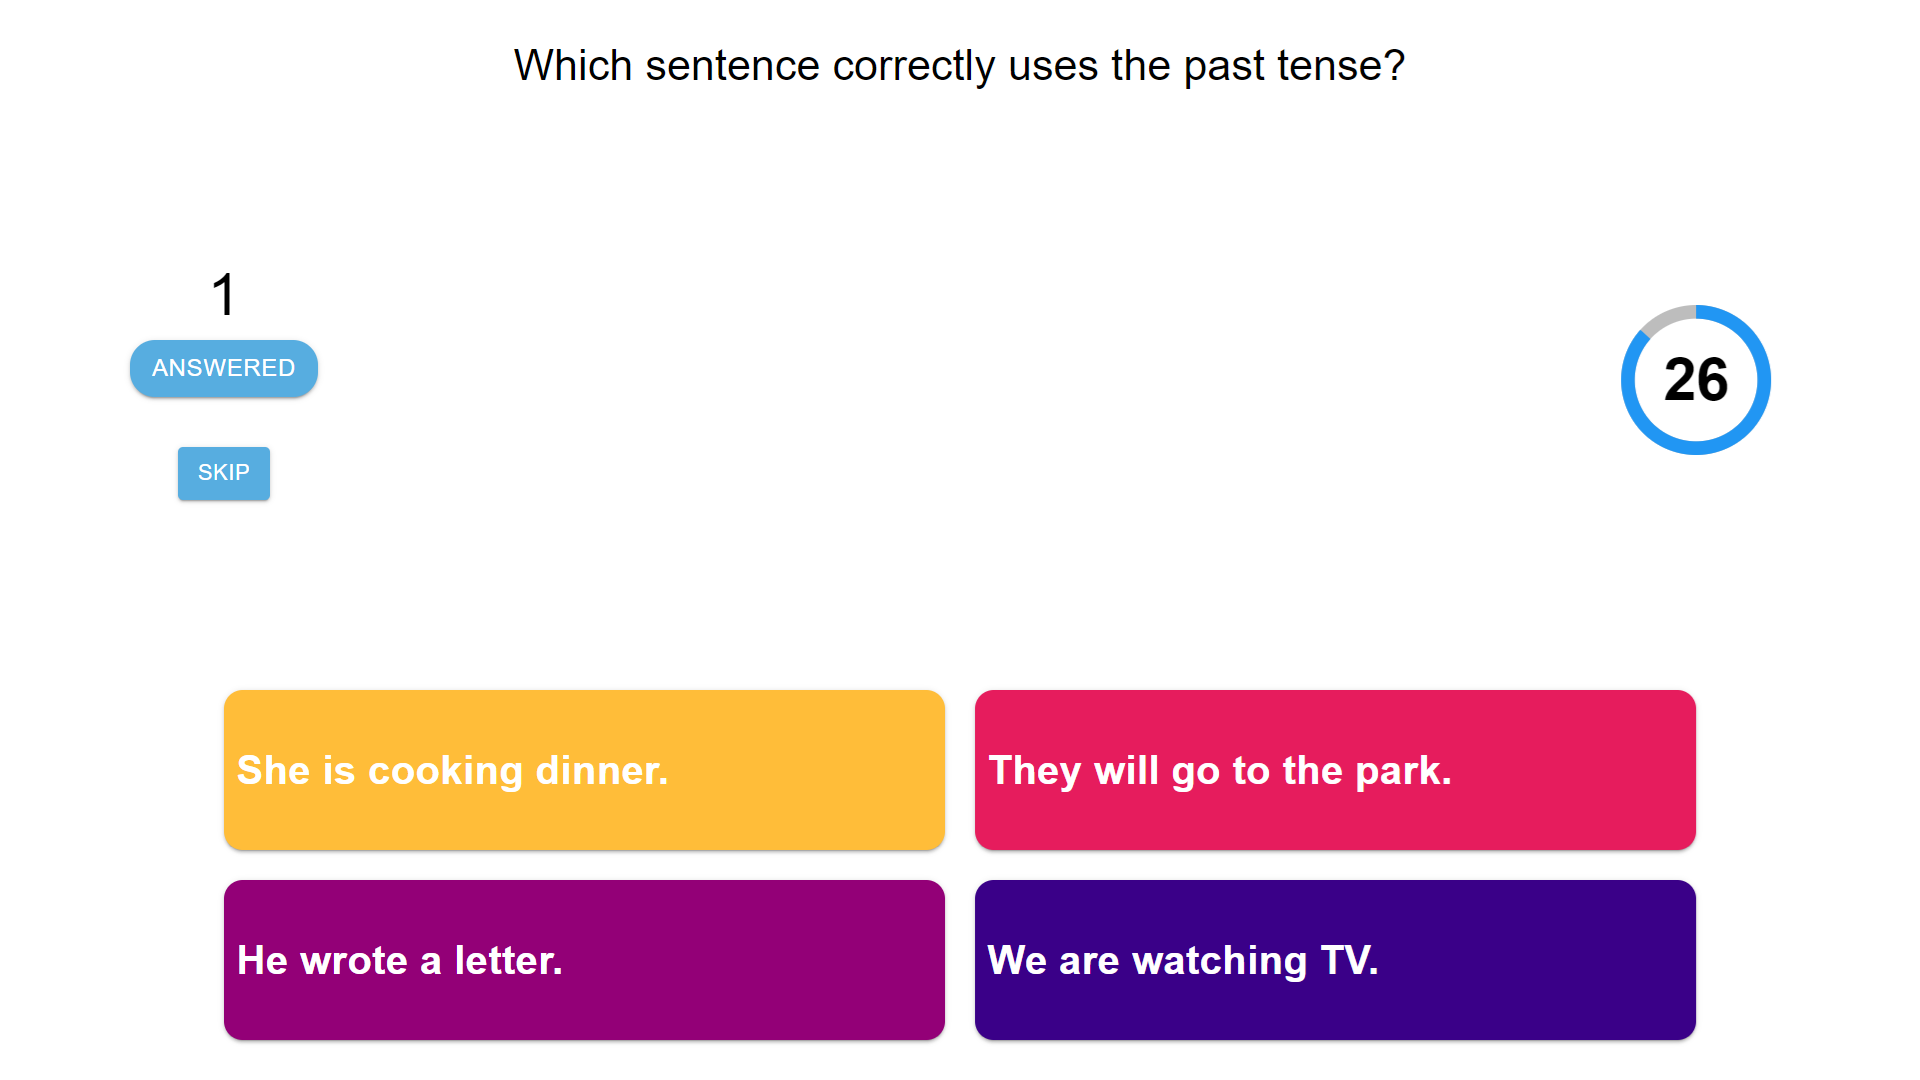 Which sentence correctly uses the past tense?
1
ANSWERED
SKIP
26
She is cooking dinner.
They will go to the park.
He wrote a letter.
We are watching TV.